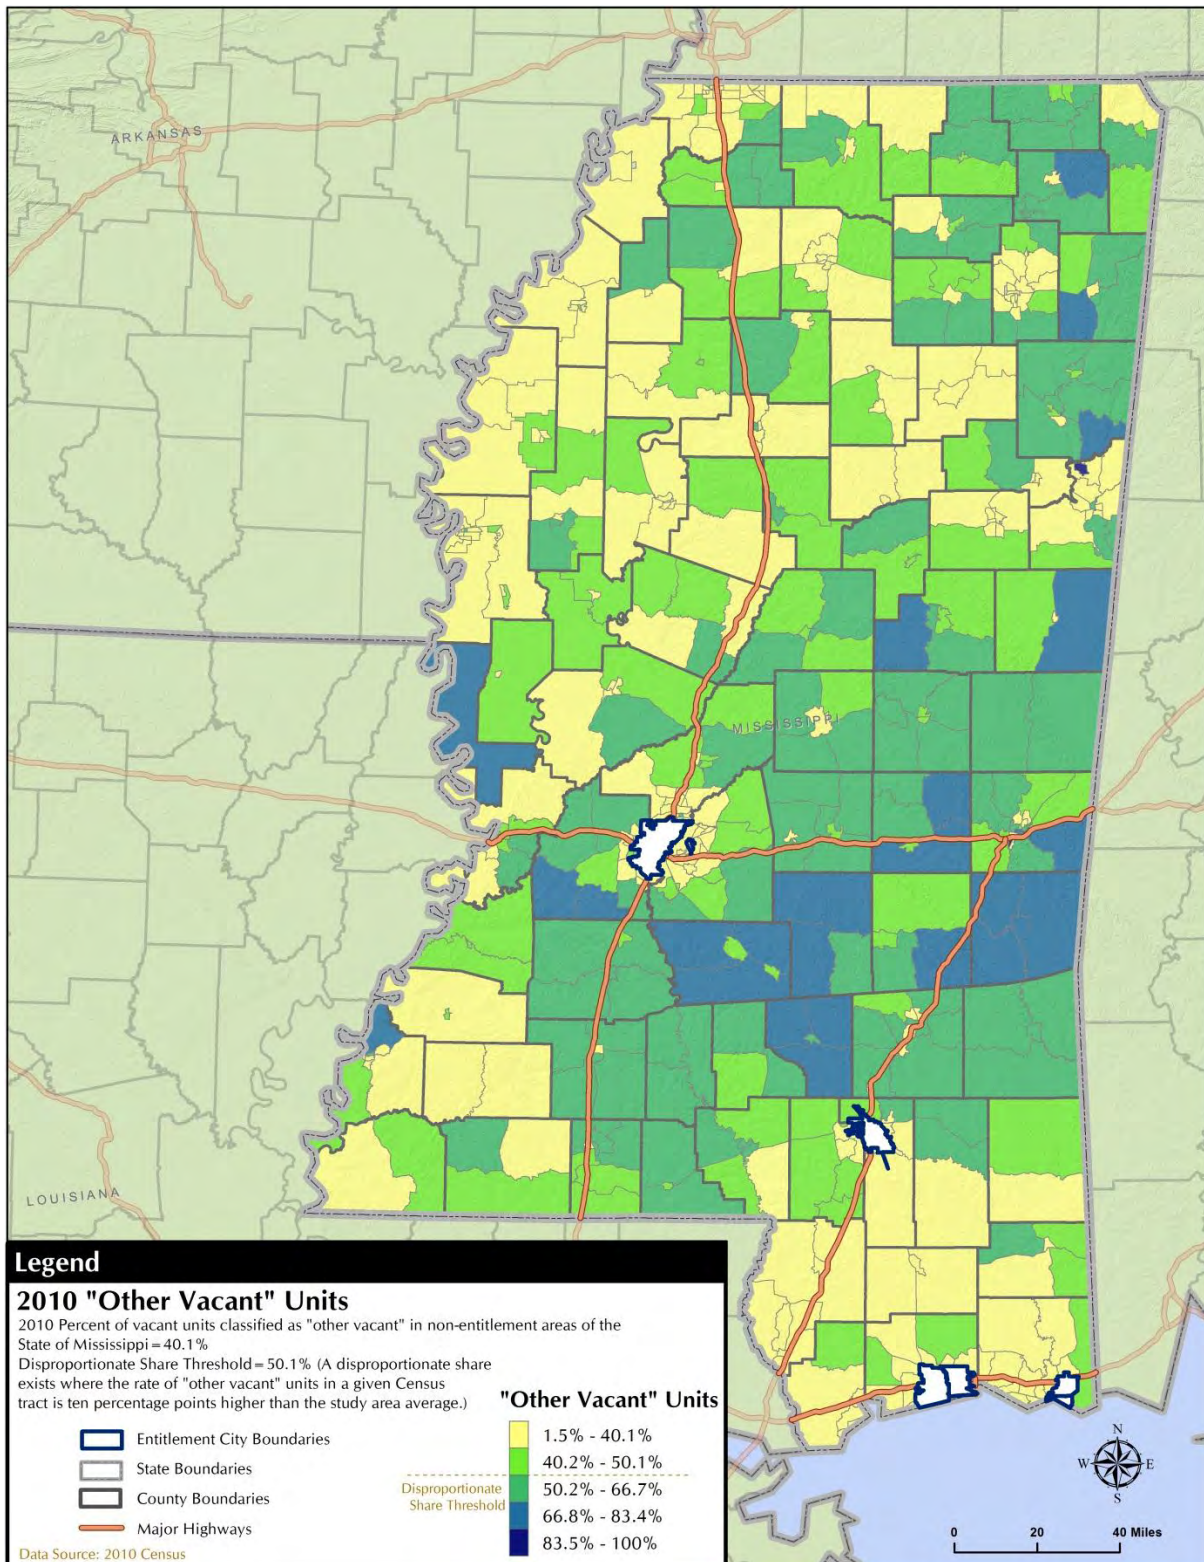 ARKANSAS
MISSISSIPPI
LOUISIANA
Legend
2010 "Other Vacant" Units
2010 Percent of vacant units classified as "other vacant" in non-entitlement areas of the
State of Mississippi = 40.1%
Disproportionate Share Threshold = 50.1% (A disproportionate share
exists where the rate of "other vacant" units in a given Census
tract is ten percentage points higher than the study area average.)
Entitlement City Boundaries
State Boundaries
County Boundaries
Major Highways
Data Source: 2010 Census
"Other Vacant" Units
1.5% - 40.1%
40.2% - 50.1%
Disproportionate
Share Threshold
50.2% - 66.7%
66.8% - 83.4%
83.5% - 100%
N
W E
S
0 20 40 Miles